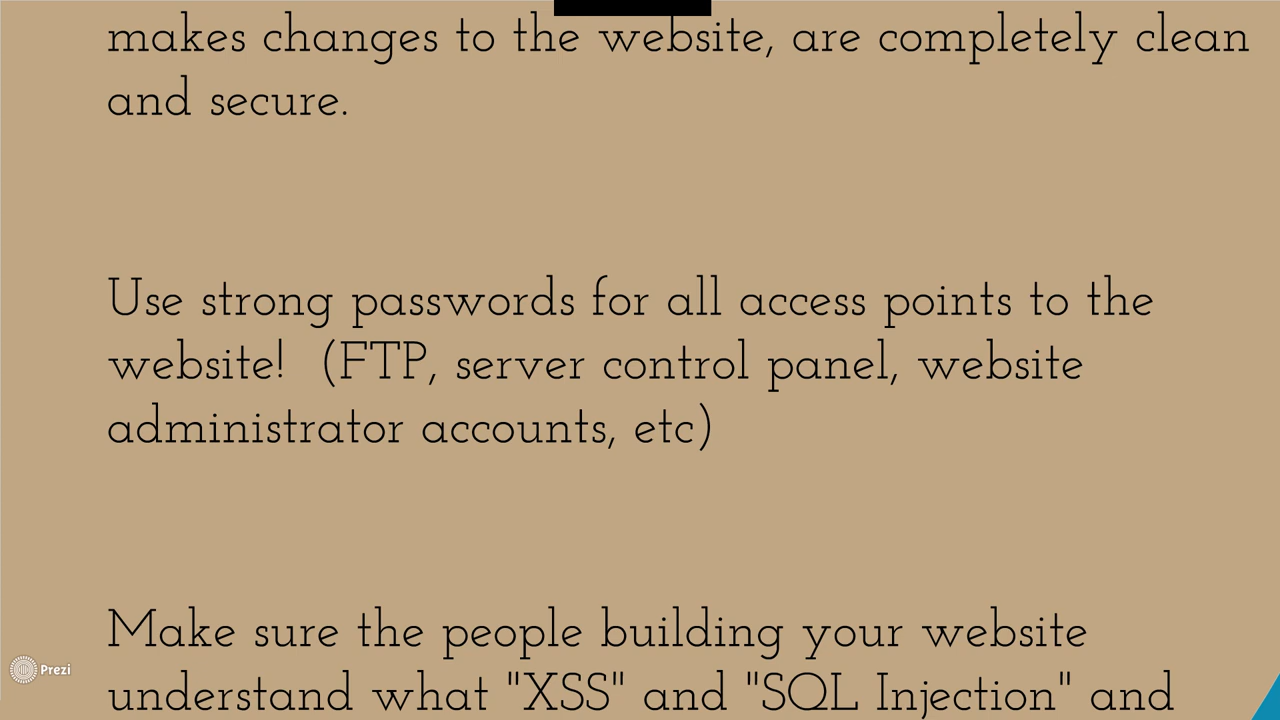 makes changes to the website, are completely clean
and secure.
Use strong passwords for all access points to the
website!  (FTP, server control panel, website
administrator accounts, etc)
Make sure the people building your website
Prezi
understand what "XSS" and "SQL Injection" and